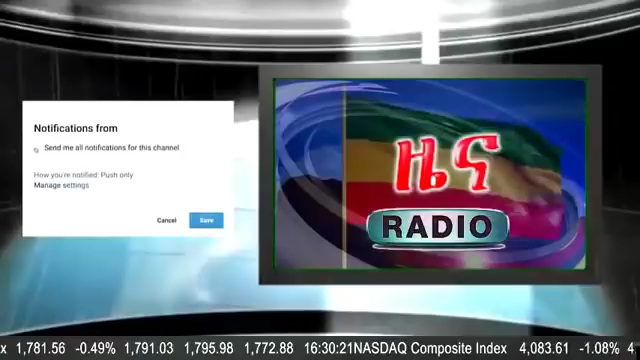 Notifications from
Send me all notifications for this channel
How you're notified: Push only
Manage settings
Cancel
Save
ዜና
RADIO
x 1,781.56 -0.49% 1,791.03 1,795.98 1,772.88 16:30:21NASDAQ Composite Index 4,083.61 -1.08% 4